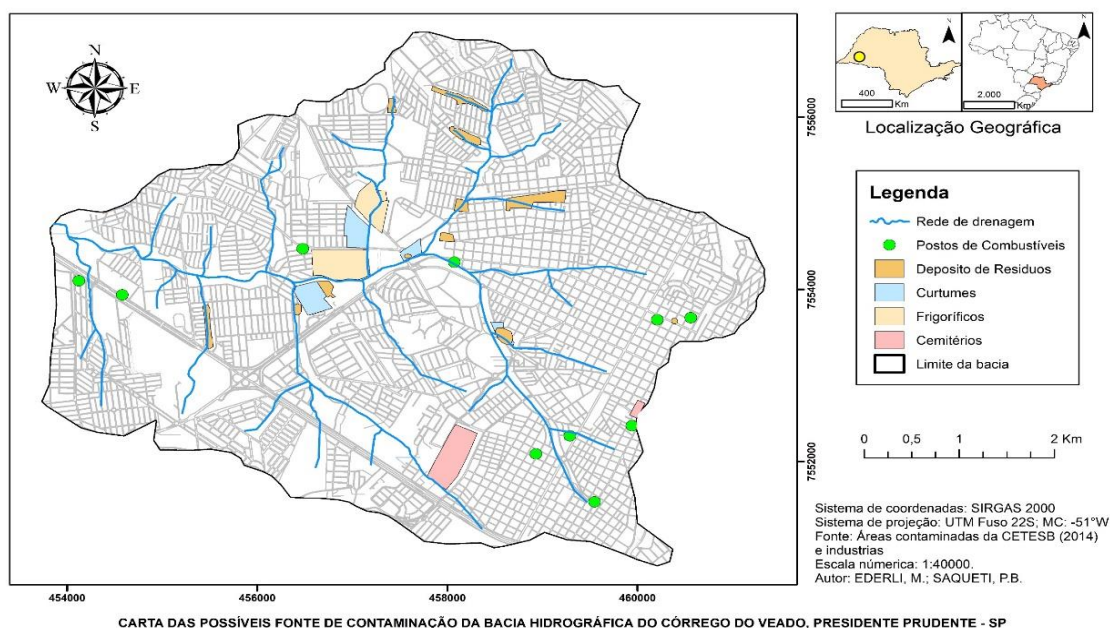 N
W E
S
400
Km
2.000
Km
Localização Geográfica
7556000
7554000
7552000
Legenda
Rede de drenagem
Postos de Combustíveis
Deposito de Residuos
Curtumes
Frigoríficos
Cemitérios
Limite da bacia
0 0,5 1 2 Km
Sistema de coordenadas: SIRGAS 2000
Sistema de projeção: UTM Fuso 22S; MC: -51°W
Fonte: Áreas contaminadas da CETESB (2014)
e industrias
Escala númerica: 1:40000.
Autor: EDERLI, M.; SAQUETI, P.B.
454000 456000 458000 460000
CARTA DAS POSSÍVEIS FONTE DE CONTAMINAÇÃO DA BACIA HIDROGRÁFICA DO CÓRREGO DO VEADO, PRESIDENTE PRUDENTE - SP